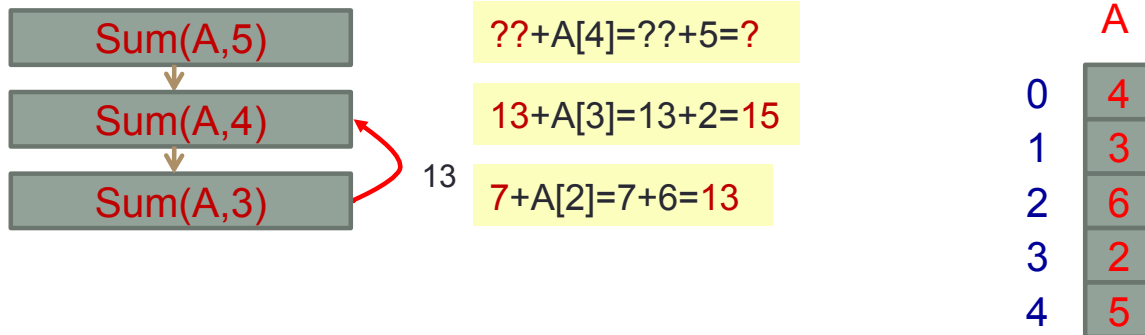 Sum(A,5)
??+A[4]=??+5=?
Sum(A,4)
13+A[3]=13+2=15
Sum(A,3)
13
7+A[2]=7+6=13
A
0 4
1 3
2 6
3 2
4 5